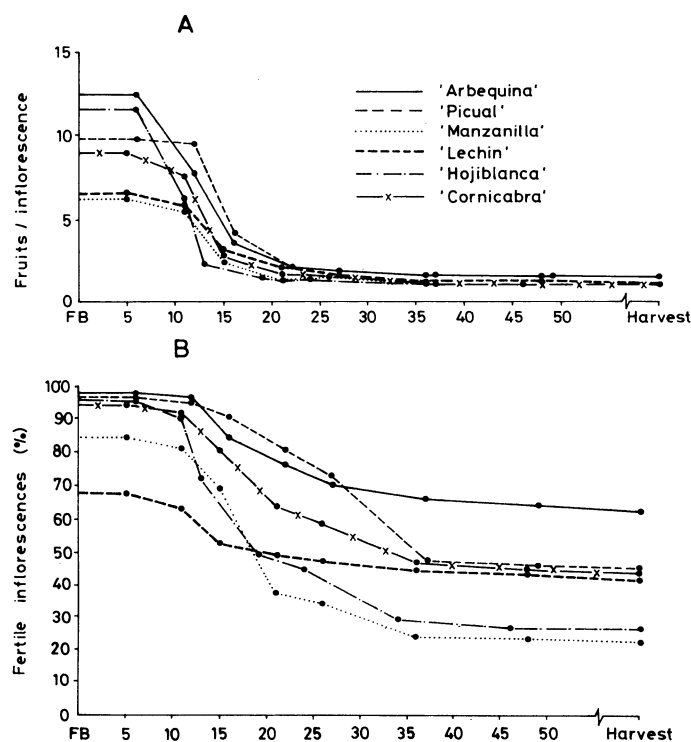 A
15
10
5
0
Fruits / inflorescence
'Arbequina'
'Picual'
'Manzanilla'
'Lechin'
'Hojiblanca'
x 'Cornicabra'
FB 5 10 15 20 25 30 35 40 45 50 Harvest
B
100
90
80
70
60
50
40
30
20
10
0
Fertile inflorescences (%)
FB 5 10 15 20 25 30 35 40 45 50 Harvest